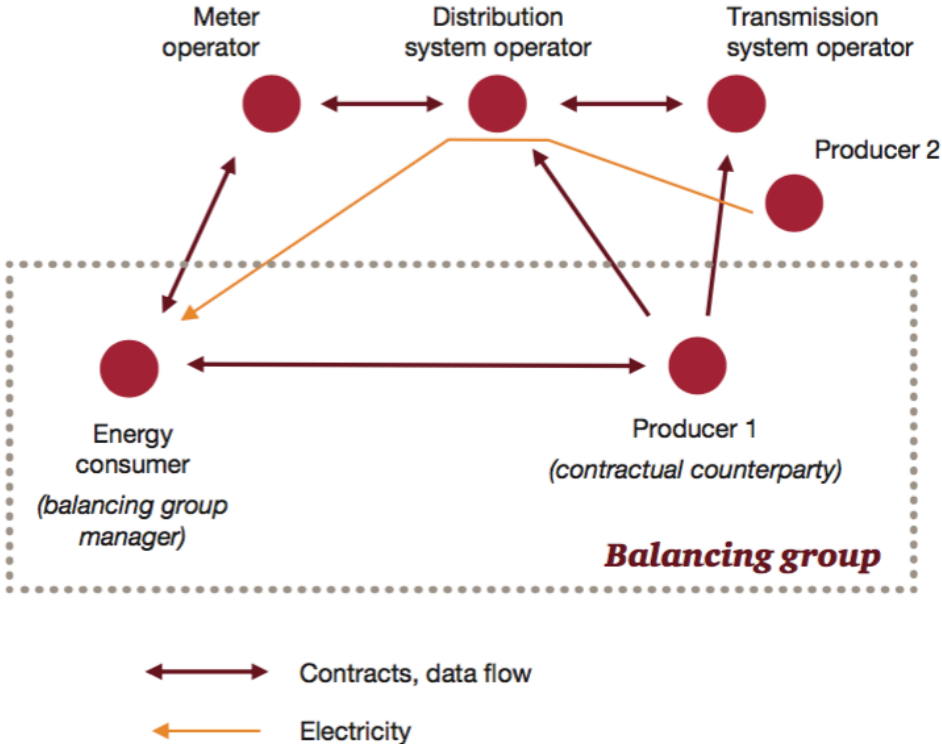 Meter
operator
Distribution
system operator
Transmission
system operator
Producer 2
Energy
consumer
(balancing group
manager)
Producer 1
(contractual counterparty)
Balancing group
Contracts, data flow
Electricity